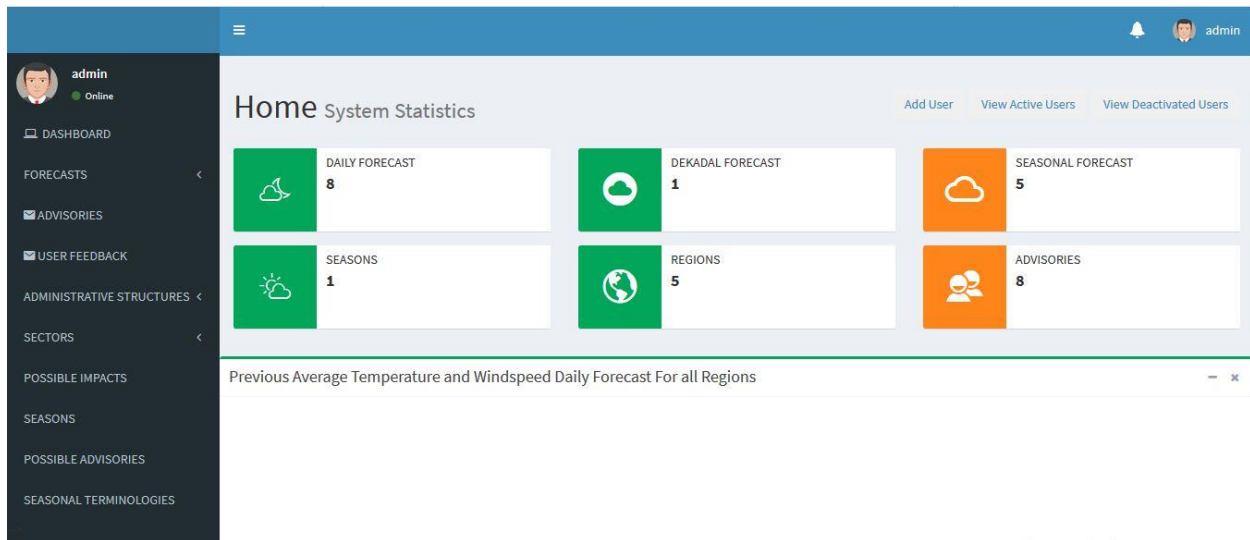 admin
admin
Online
DASHBOARD
FORECASTS
ADVISORIES
USER FEEDBACK
ADMINISTRATIVE STRUCTURES
SECTORS
POSSIBLE IMPACTS
SEASONS
POSSIBLE ADVISORIES
SEASONAL TERMINOLOGIES
Home System Statistics
Add User View Active Users View Deactivated Users
DAILY FORECAST
8
DEKADAL FORECAST
1
SEASONAL FORECAST
5
SEASONS
1
REGIONS
5
ADVISORIES
8
Previous Average Temperature and Windspeed Daily Forecast For all Regions